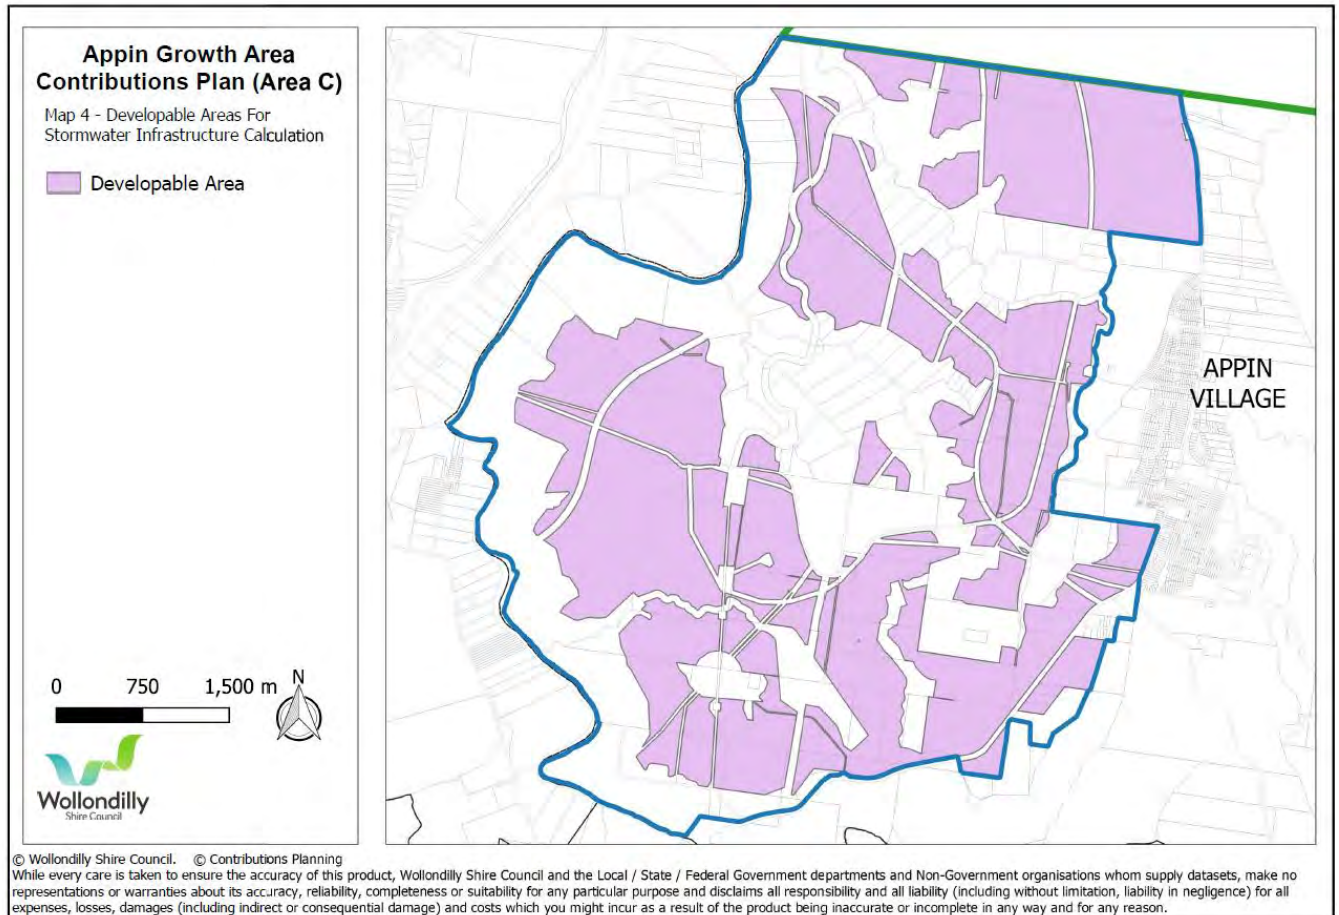 Appin Growth Area
Contributions Plan (Area C)
Map 4 - Developable Areas For
Stormwater Infrastructure Calculation
Developable Area
APPIN
VILLAGE
0 750 1,500 m
N
Wollondilly
Shire Council
© Wollondilly Shire Council. © Contributions Planning
While every care is taken to ensure the accuracy of this product, Wollondilly Shire Council and the Local / State / Federal Government departments and Non-Government organisations whom supply datasets, make no
representations or warranties about its accuracy, reliability, completeness or suitability for any particular purpose and disclaims all responsibility and all liability (including without limitation, liability in negligence) for all
expenses, losses, damages (including indirect or consequential damage) and costs which you might incur as a result of the product being inaccurate or incomplete in any way and for any reason.